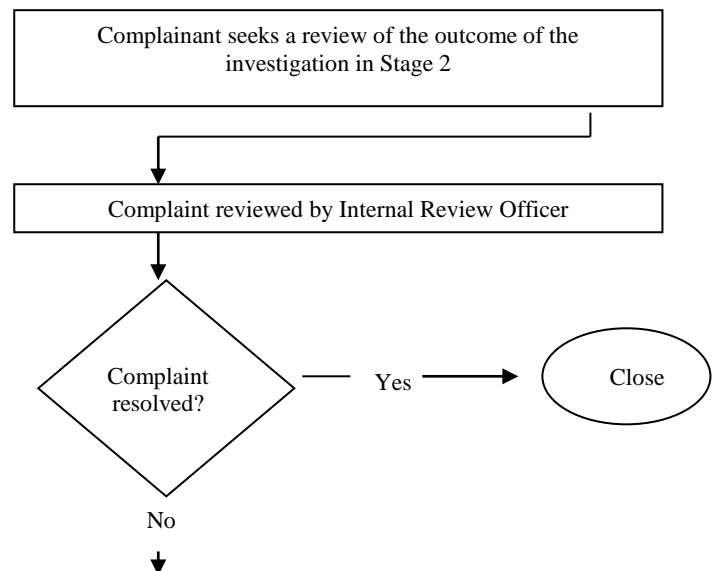 Complainant seeks a review of the outcome of the
investigation in Stage 2
Complaint reviewed by Internal Review Officer
Complaint
resolved?
Yes
Close
No